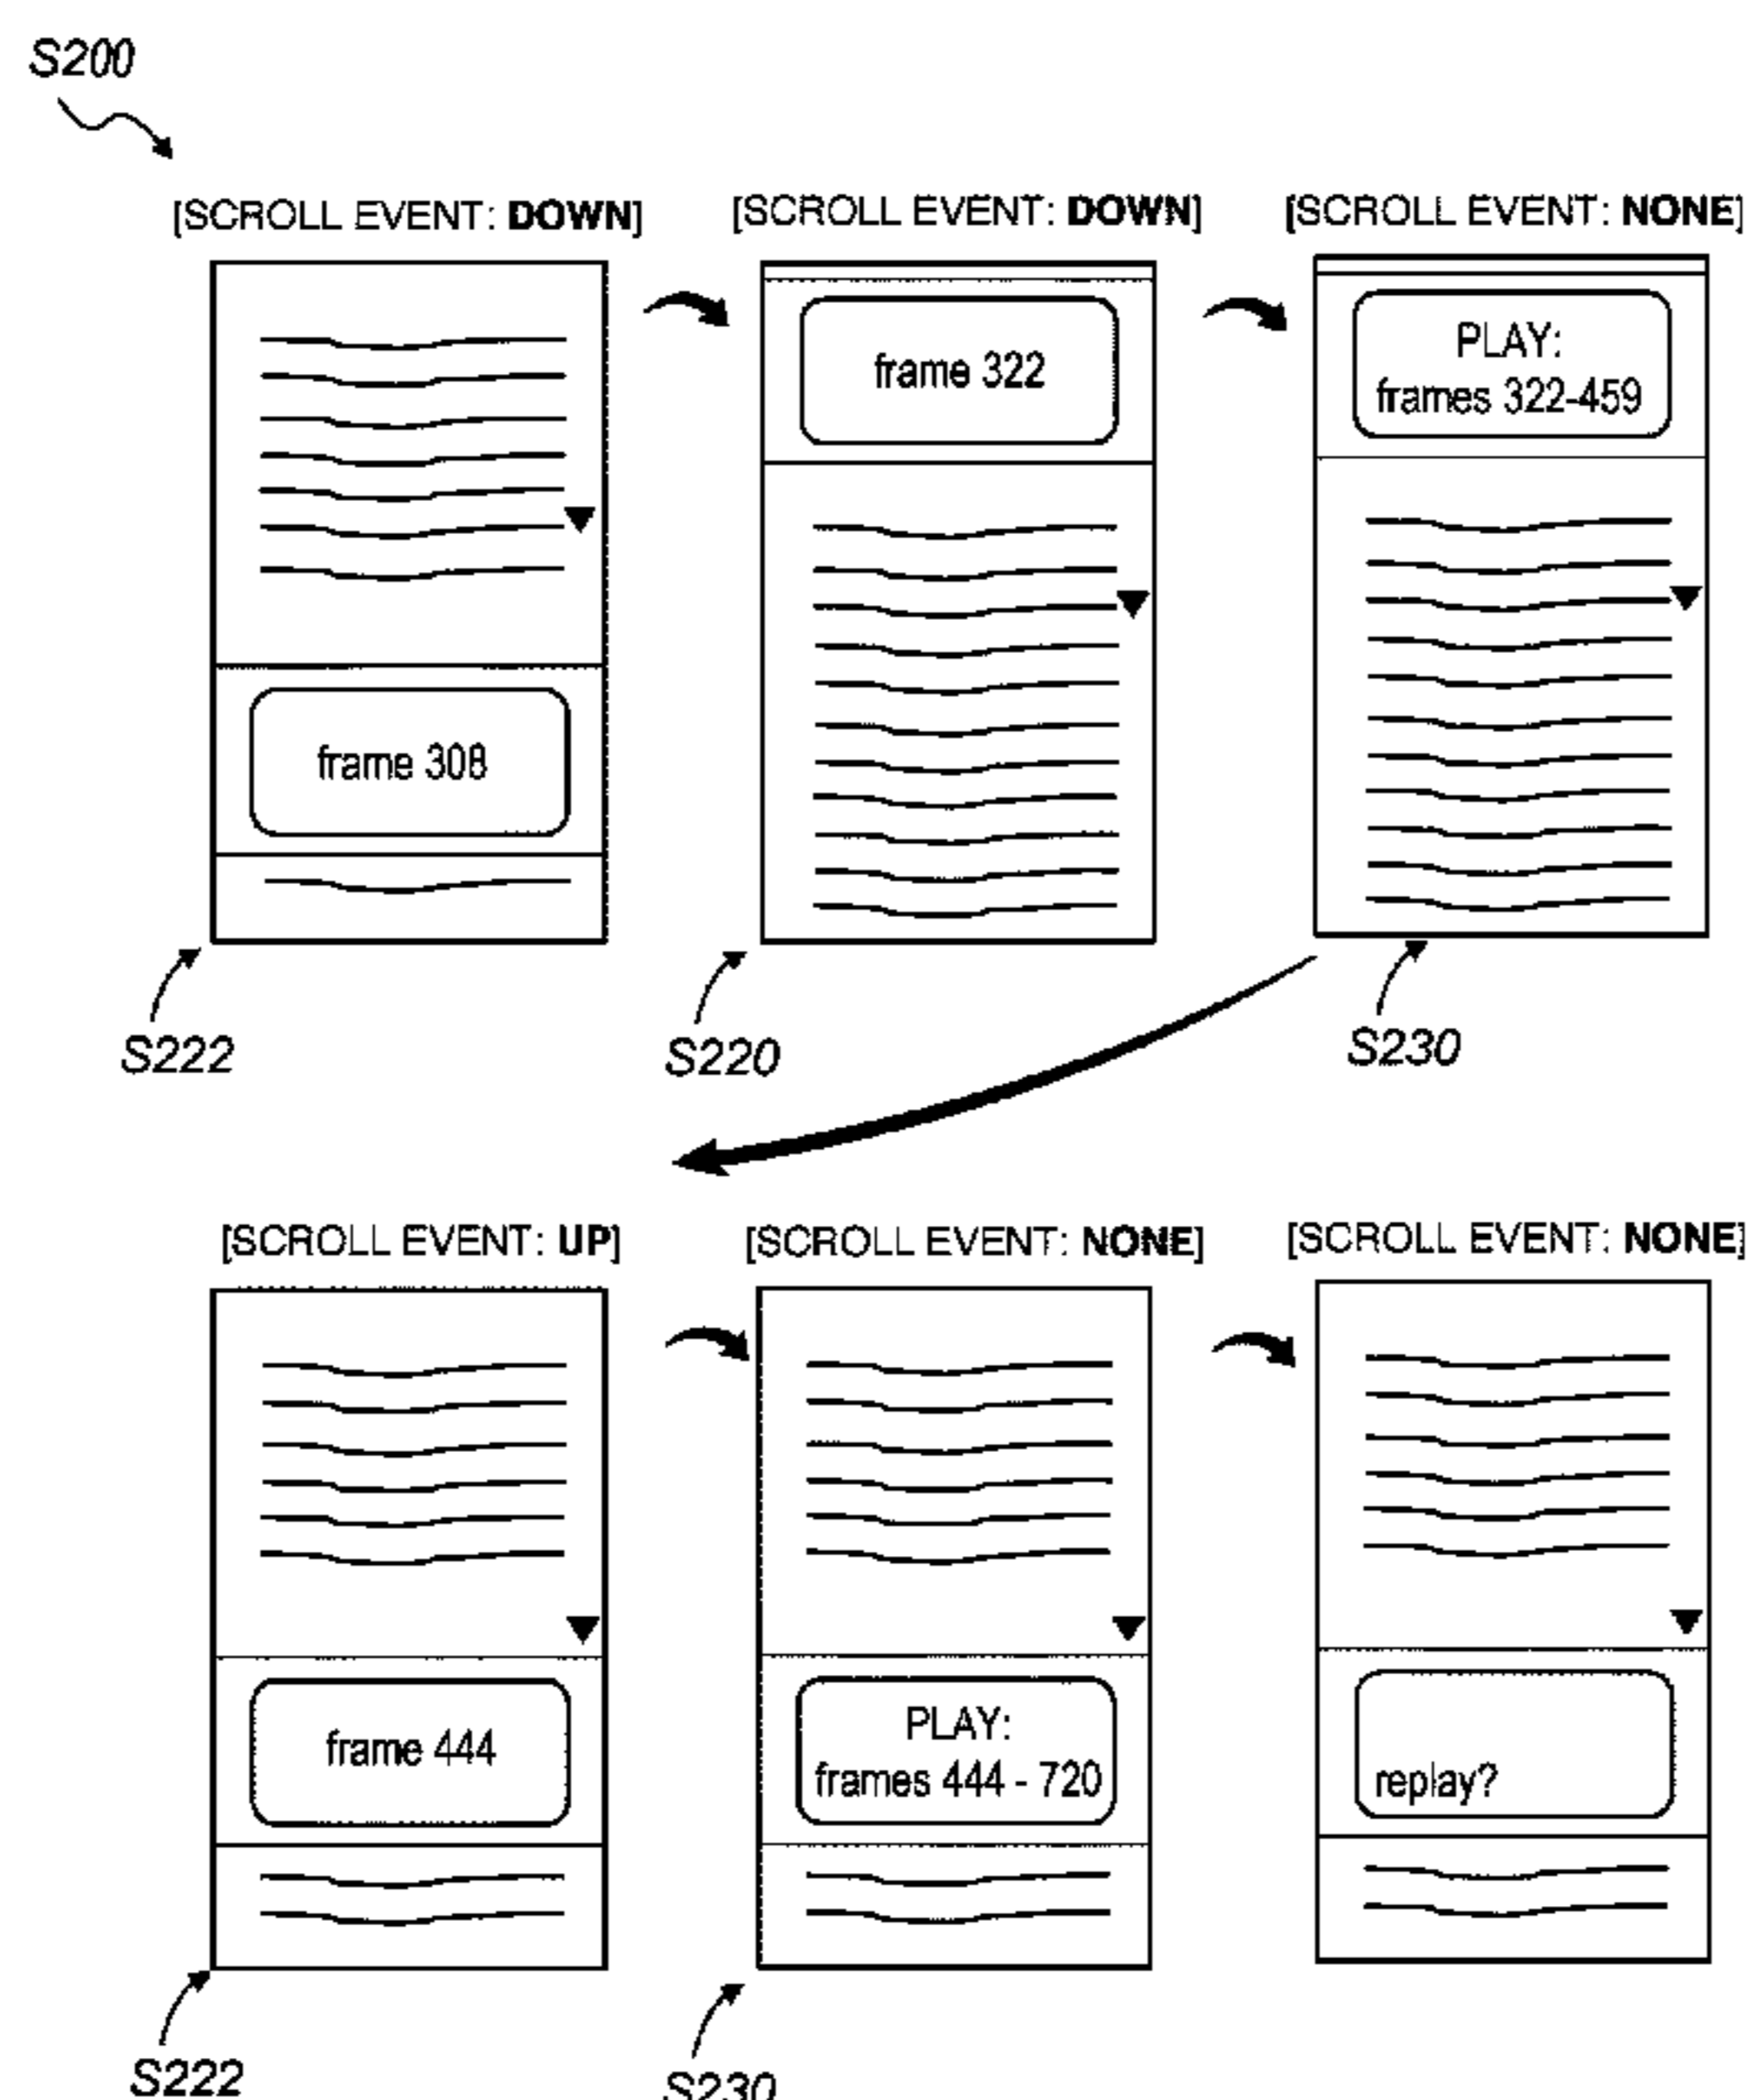 S200
[SCROLL EVENT: DOWN]
[SCROLL EVENT: DOWN]
[SCROLL EVENT: NONE]
frame 308
frame 322
PLAY:
frames 322-459
S222
S220
S230
[SCROLL EVENT: UP]
[SCROLL EVENT: NONE]
[SCROLL EVENT: NONE]
frame 444
PLAY:
frames 444 - 720
replay?
S222
S230